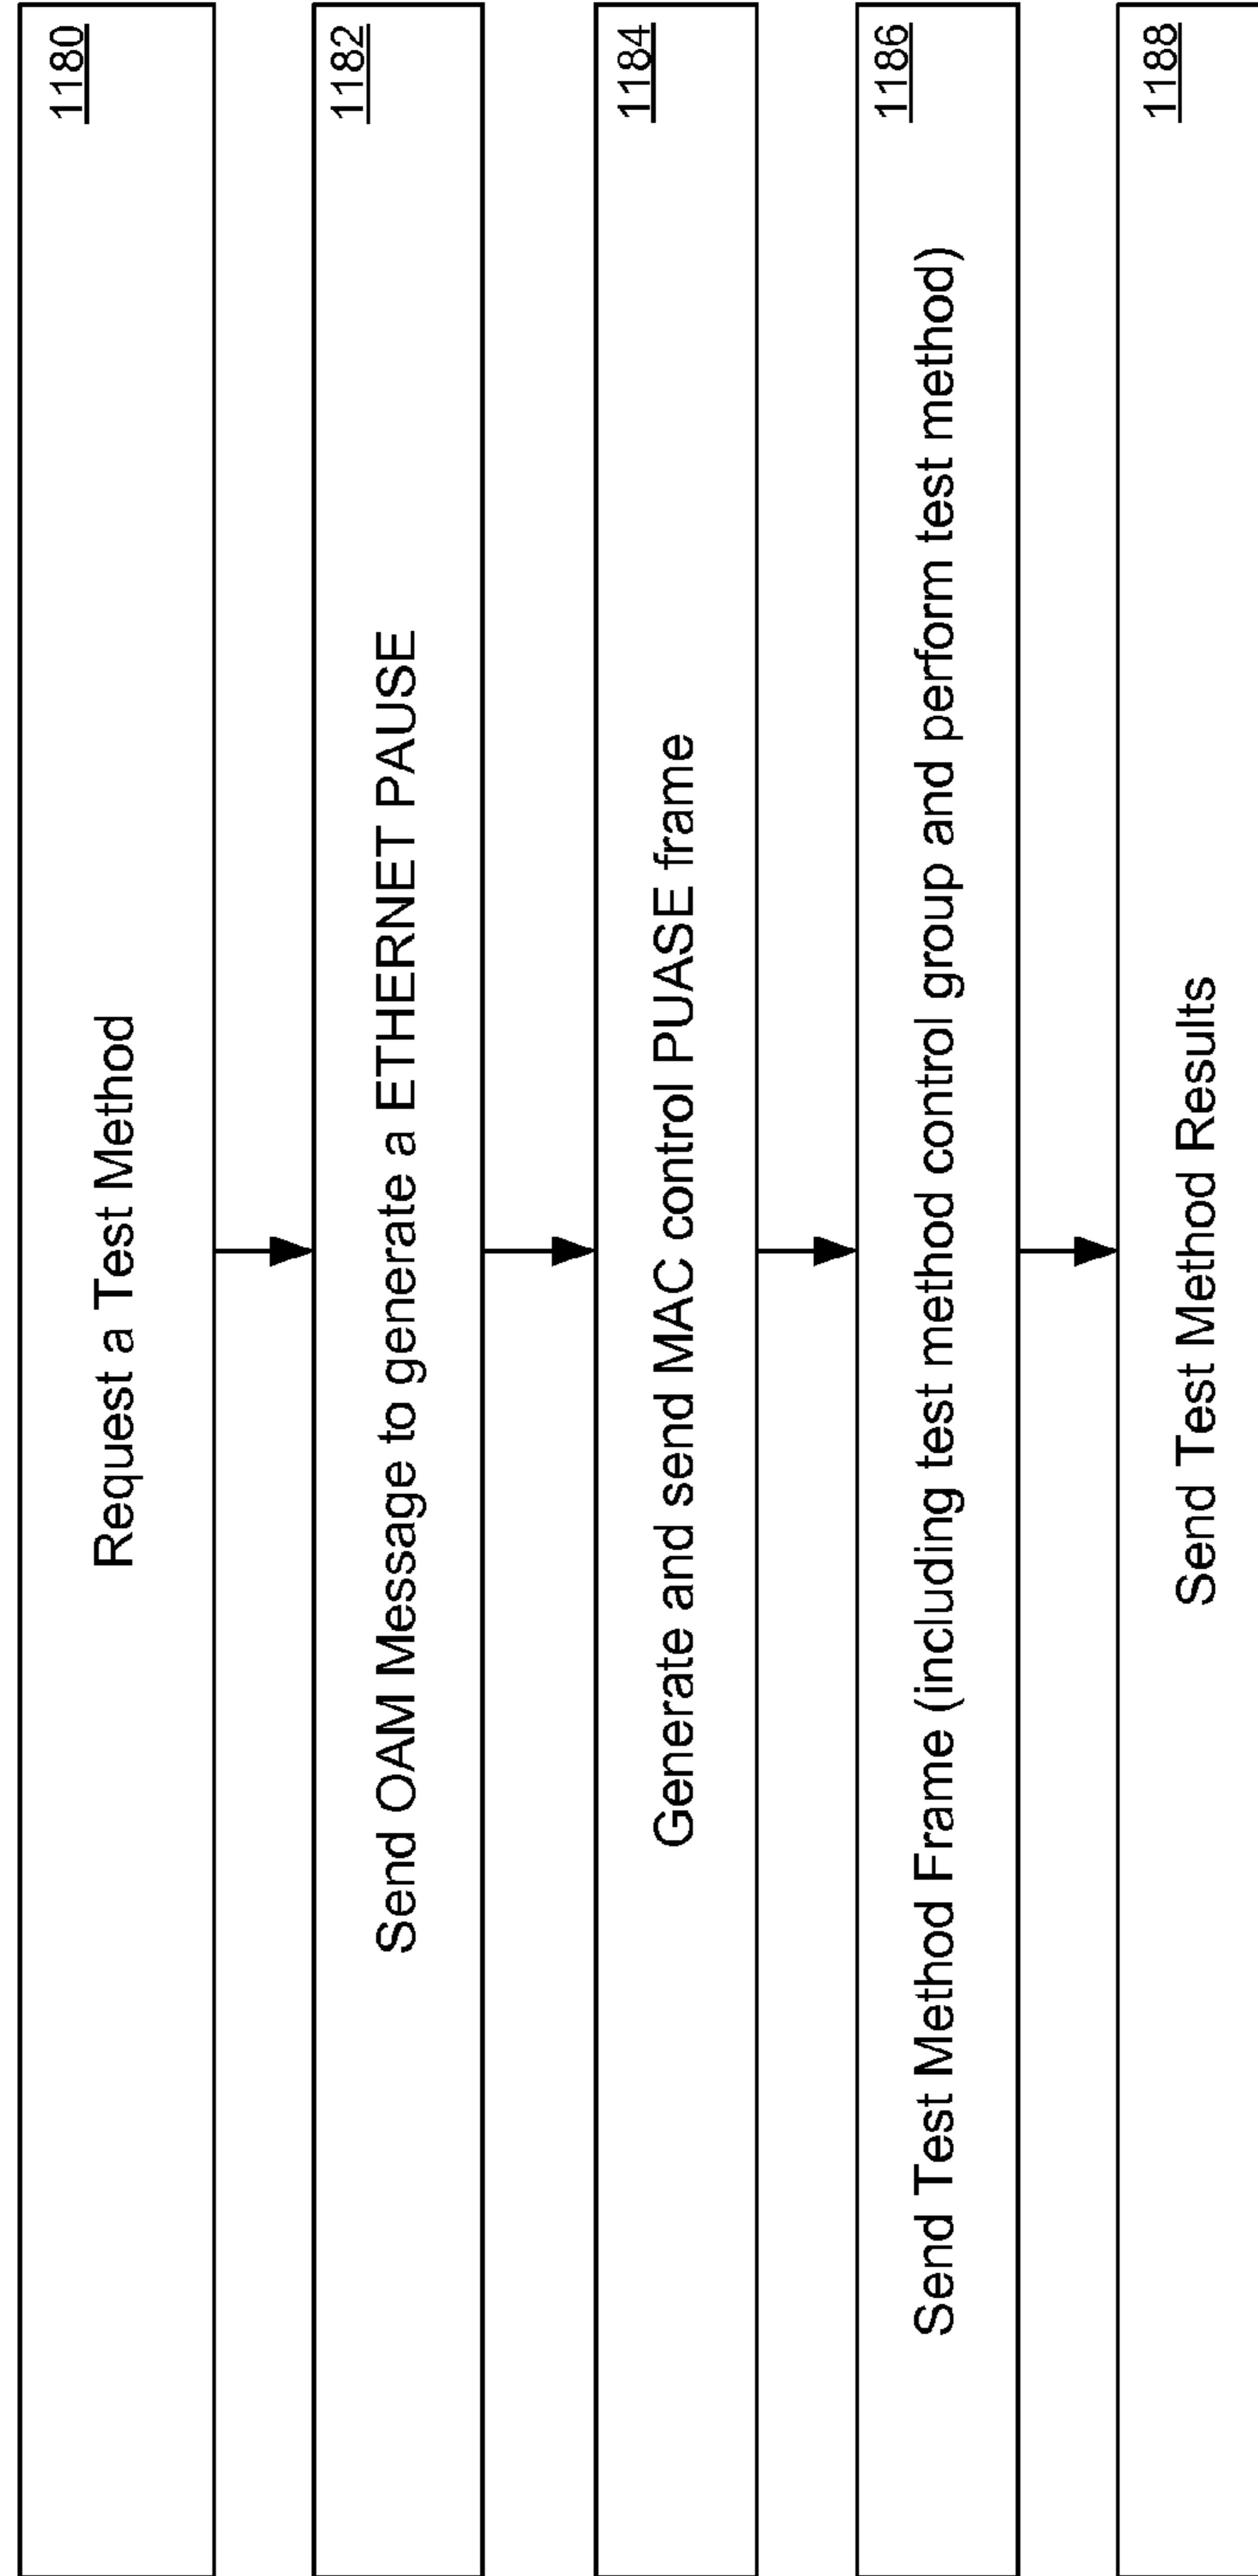 1180
Request a Test Method
1182
Send OAM Message to generate a ETHERNET PAUSE
1184
Generate and send MAC control PUASE frame
1186
Send Test Method Frame (including test method control group and perform test method)
1188
Send Test Method Results